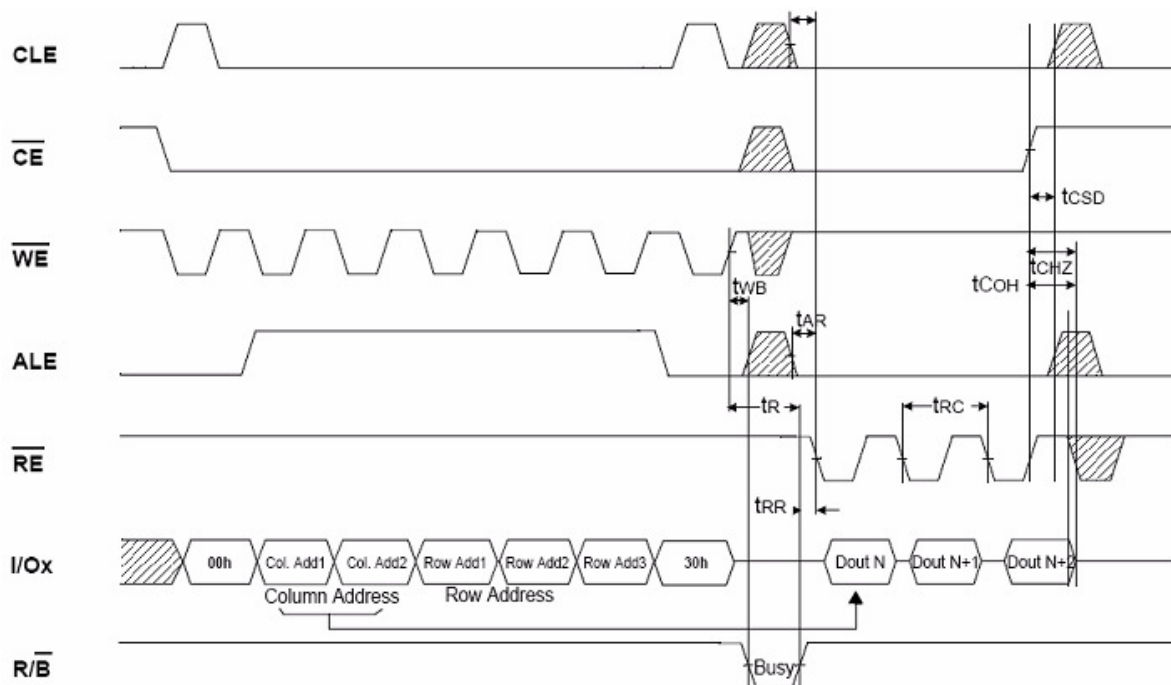 CLE
CE
tCSD
WE
tCHZ
tCOH
tWB
tAR
ALE
tR
tRC
RE
tRR
I/Ox
00h
Col. Add1
Col. Add2
Row Add1
Row Add2
Row Add3
30h
Dout N
Dout N+1
Dout N+2
Column Address
Row Address
R/B
Busy